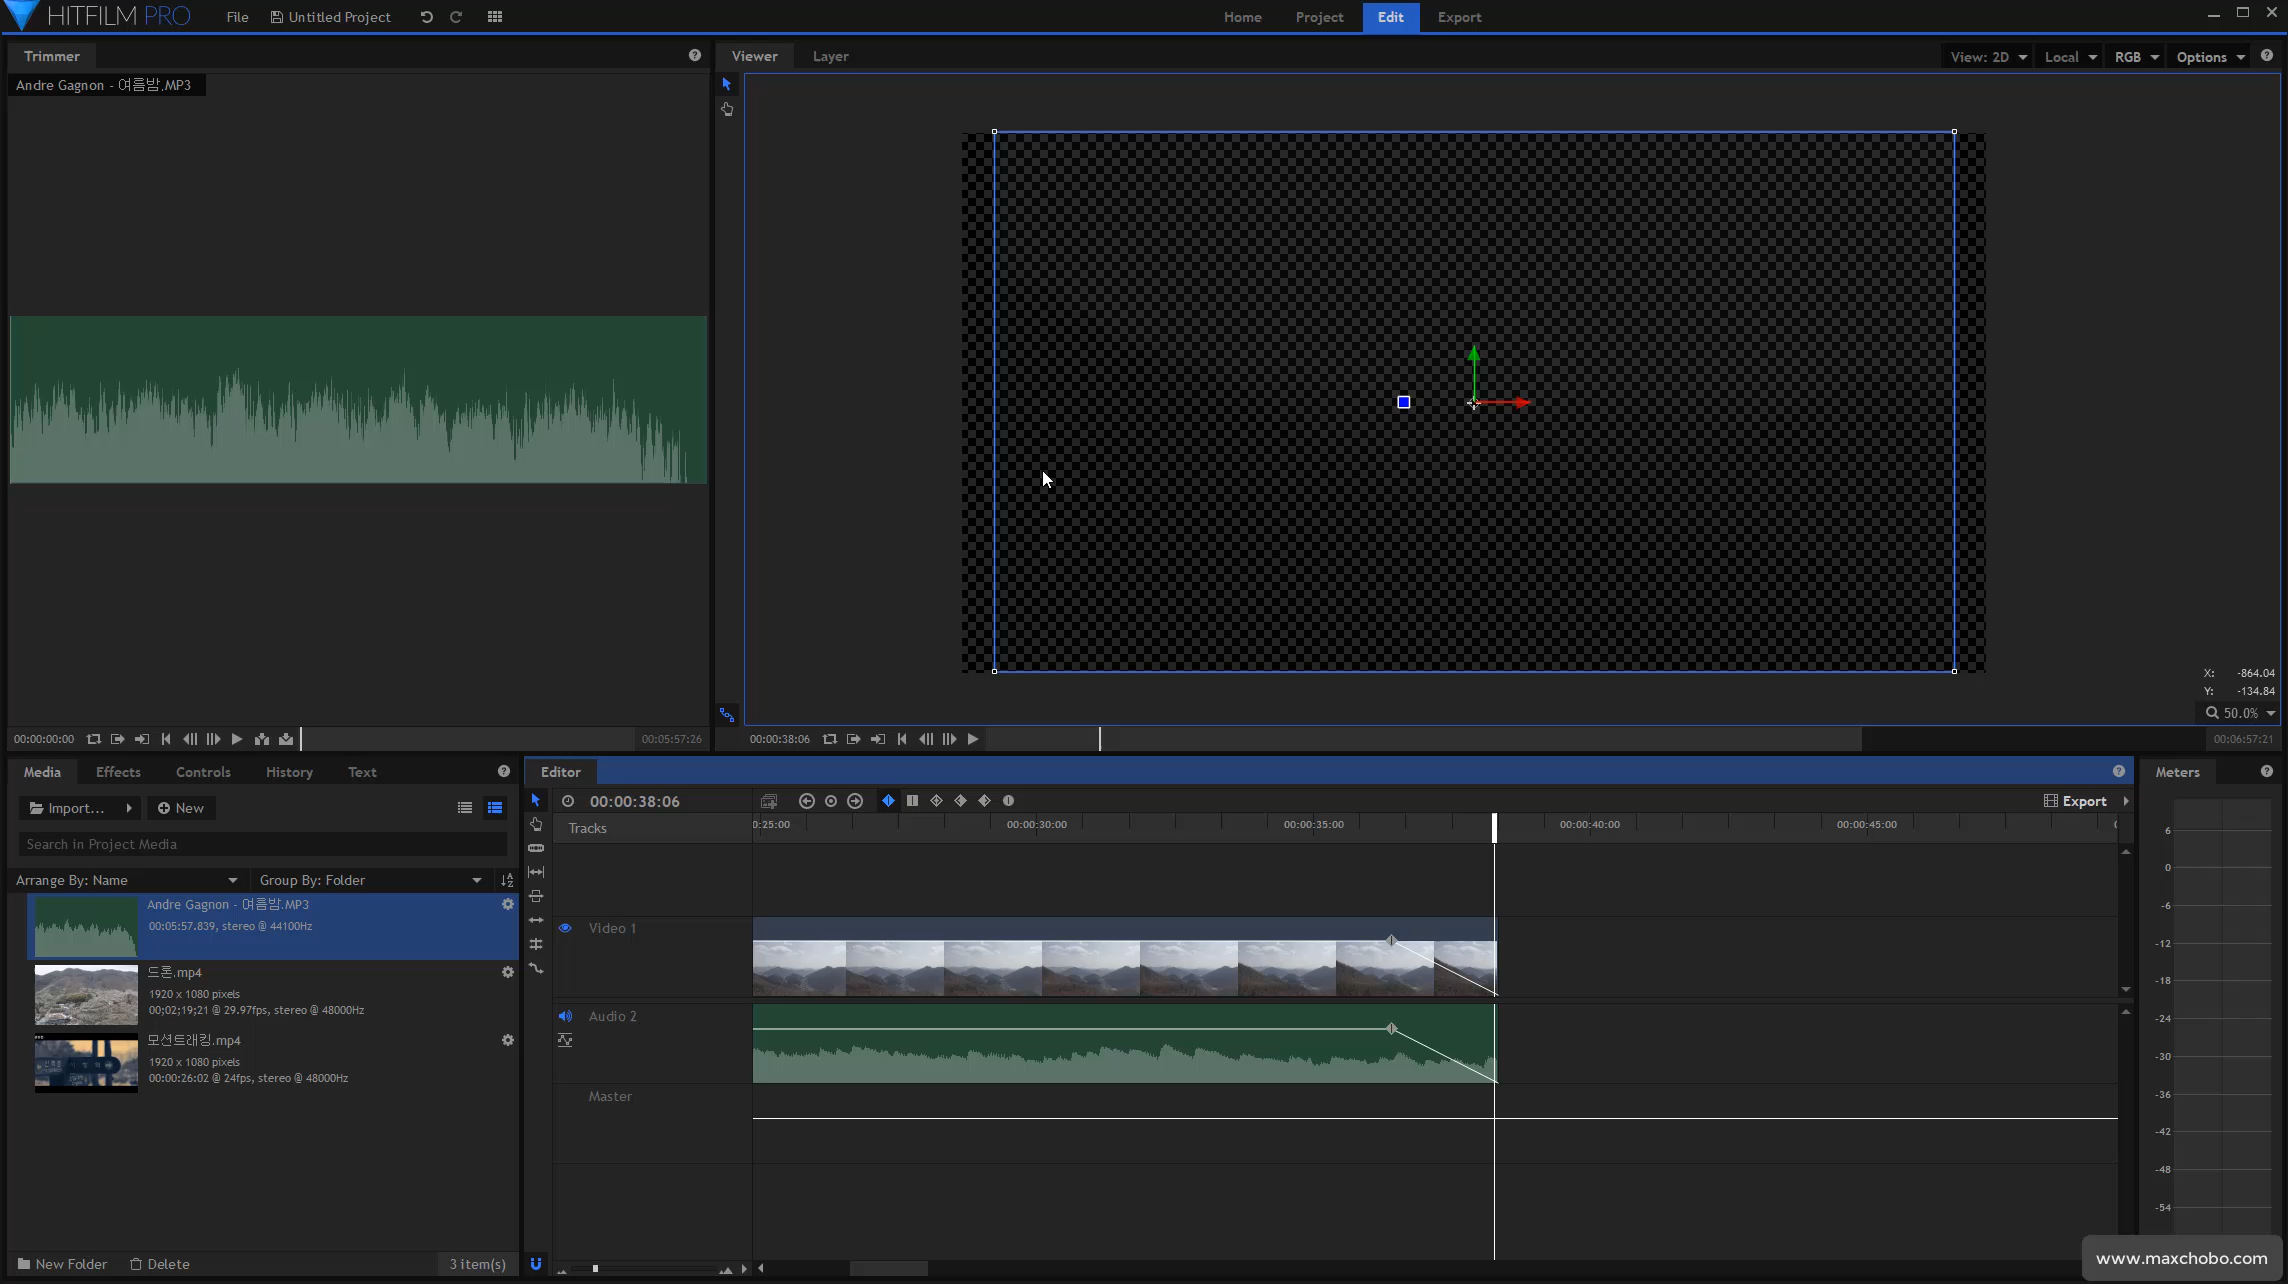 HITFILM PRO File Untitled Project Home Project Edit Export
Trimmer Viewer Layer View: 2D Local RGB Options
Andre Gagnon - 여름밤.MP3
X: -864.04
Y: -134.84
50.0%
00:00:00:00 00:05:57:26 00:00:38:06 00:06:57:21
Media Effects Controls History Text Editor Meters
Import... New 00:00:38:06 Export
Tracks 0:25:00 00:00:30:00 00:00:35:00 00:00:40:00 00:00:45:00
Search in Project Media
Arrange By: Name Group By: Folder
Andre Gagnon - 여름밤.MP3
00:05:57.839, stereo @ 44100Hz
드론.mp4
1920 x 1080 pixels
00;02;19;21 @ 29.97fps, stereo @ 48000Hz
모션트래킹.mp4
1920 x 1080 pixels
00:00:26:02 @ 24fps, stereo @ 48000Hz
Video 1
Audio 2
Master
6
0
-6
-12
-18
-24
-30
-36
-42
-48
-54
New Folder Delete 3 item(s)
www.maxchobo.com